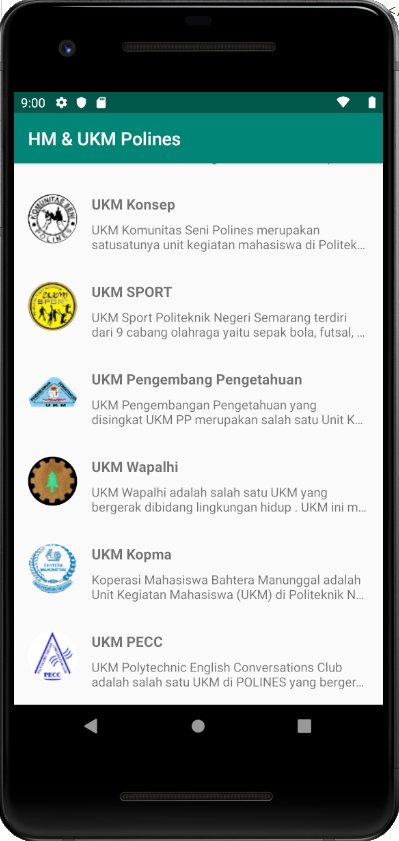 9:00
HM & UKM Polines
UKM Konsep
UKM Komunitas Seni Polines merupakan
satusatunya unit kegiatan mahasiswa di Politek...
KOMUNITAS SENI
POLINES
UKM SPORT
UKM Sport Politeknik Negeri Semarang terdiri
dari 9 cabang olahraga yaitu sepak bola, futsal, ...
SPORT
UKM Pengembang Pengetahuan
UKM Pengembangan Pengetahuan yang
disingkat UKM PP merupakan salah satu Unit K...
UKM
UKM Wapalhi
UKM Wapalhi adalah salah satu UKM yang
bergerak dibidang lingkungan hidup . UKM ini m...
UKM Kopma
Koperasi Mahasiswa Bahtera Manunggal adalah
Unit Kegiatan Mahasiswa (UKM) di Politeknik N...
BAHTERA
MANUNGGAL
UKM PECC
UKM Polytechnic English Conversations Club
adalah salah satu UKM di POLINES yang berger...
PECC